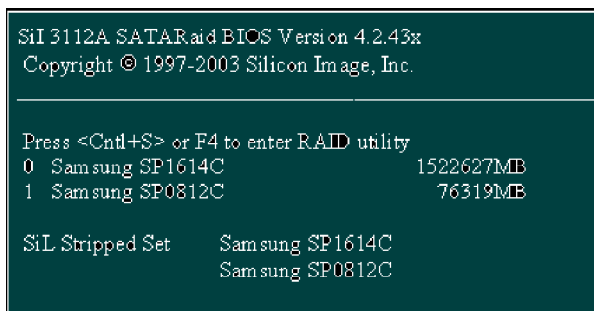 SiI 3112A SATARaid BIOS Version 4.2.43x
Copyright © 1997-2003 Silicon Image, Inc.
Press <Cntl+S> or F4 to enter RAID utility
0 Samsung SP1614C 1522627MB
1 Samsung SP0812C 76319MB
SiL Stripped Set Samsung SP1614C
Samsung SP0812C